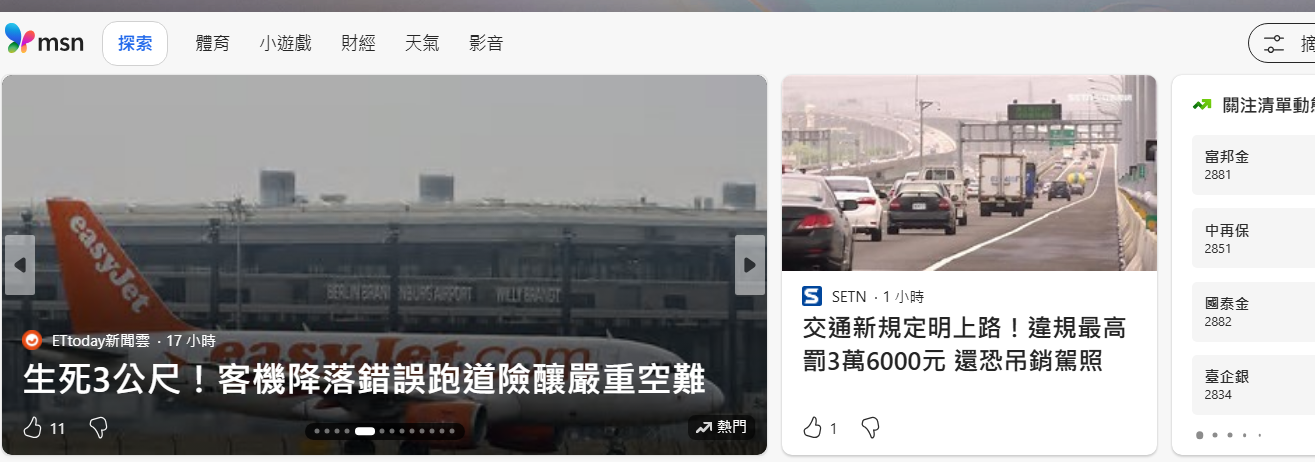 msn
探索
體育
小遊戲
財經
天氣
影音
easyJet
BERLIN BRANDENBURG AIRPORT WILLY BRANDT
easyJet.com
ETtoday新聞雲 · 17 小時
生死3公尺！客機降落錯誤跑道險釀嚴重空難
11
熱門
SETN · 1 小時
交通新規定明上路！違規最高
罰3萬6000元 還恐吊銷駕照
1
摘
關注清單動態
富邦金
2881
中再保
2851
國泰金
2882
臺企銀
2834